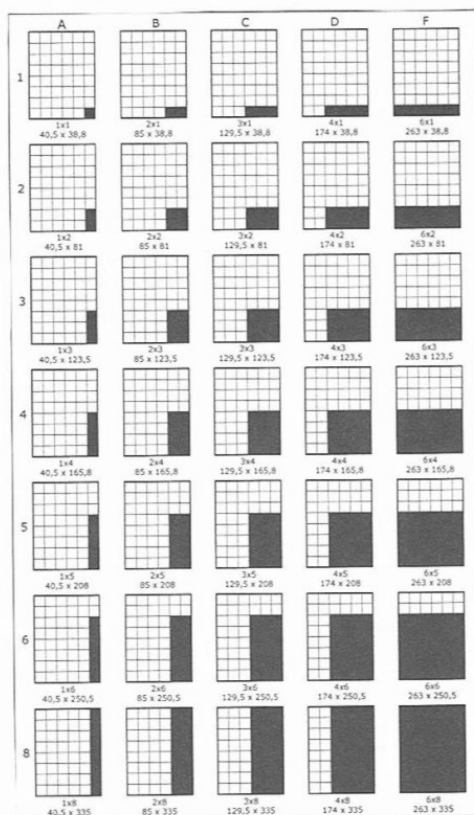 A B C D F
1
1x1 2x1 3x1 4x1 6x1
40,5 x 38,8 85 x 38,8 129,5 x 38,8 174 x 38,8 263 x 38,8
2
1x2 2x2 3x2 4x2 6x2
40,5 x 81 85 x 81 129,5 x 81 174 x 81 263 x 81
3
1x3 2x3 3x3 4x3 6x3
40,5 x 123,5 85 x 123,5 129,5 x 123,5 174 x 123,5 263 x 123,5
4
1x4 2x4 3x4 4x4 6x4
40,5 x 165,8 85 x 165,8 129,5 x 165,8 174 x 165,8 263 x 165,8
5
1x5 2x5 3x5 4x5 6x5
40,5 x 208 85 x 208 129,5 x 208 174 x 208 263 x 208
6
1x6 2x6 3x6 4x6 6x6
40,5 x 250,5 85 x 250,5 129,5 x 250,5 174 x 250,5 263 x 250,5
8
1x8 2x8 3x8 4x8 6x8
40,5 x 335 85 x 335 129,5 x 335 174 x 335 263 x 335